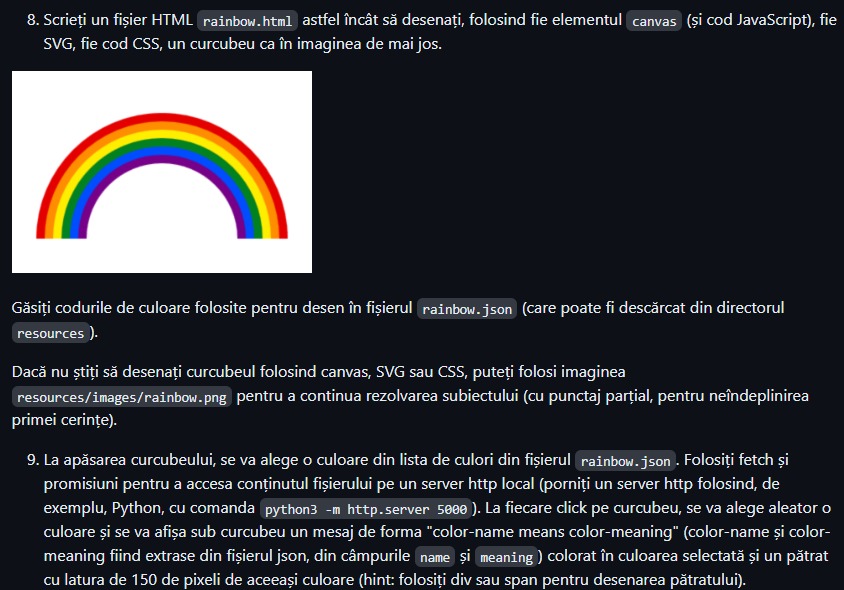 8. Scrieți un fișier HTML rainbow.html astfel încât să desenați, folosind fie elementul canvas (și cod JavaScript), fie
SVG, fie cod CSS, un curcubeu ca în imaginea de mai jos.
Găsiți codurile de culoare folosite pentru desen în fișierul rainbow.json (care poate fi descărcat din directorul
resources).
Dacă nu știți să desenați curcubeul folosind canvas, SVG sau CSS, puteți folosi imaginea
resources/images/rainbow.png pentru a continua rezolvarea subiectului (cu punctaj parțial, pentru neîndeplinirea
primei cerințe).
9. La apăsarea curcubeului, se va alege o culoare din lista de culori din fișierul rainbow.json. Folosiți fetch și
promisiuni pentru a accesa conținutul fișierului pe un server http local (porniți un server http folosind, de
exemplu, Python, cu comanda python3 -m http.server 5000). La fiecare click pe curcubeu, se va alege aleator o
culoare și se va afișa sub curcubeu un mesaj de forma "color-name means color-meaning" (color-name și color-
meaning fiind extrase din fișierul json, din câmpurile name și meaning) colorat în culoarea selectată și un pătrat
cu latura de 150 de pixeli de aceeași culoare (hint: folosiți div sau span pentru desenarea pătratului).